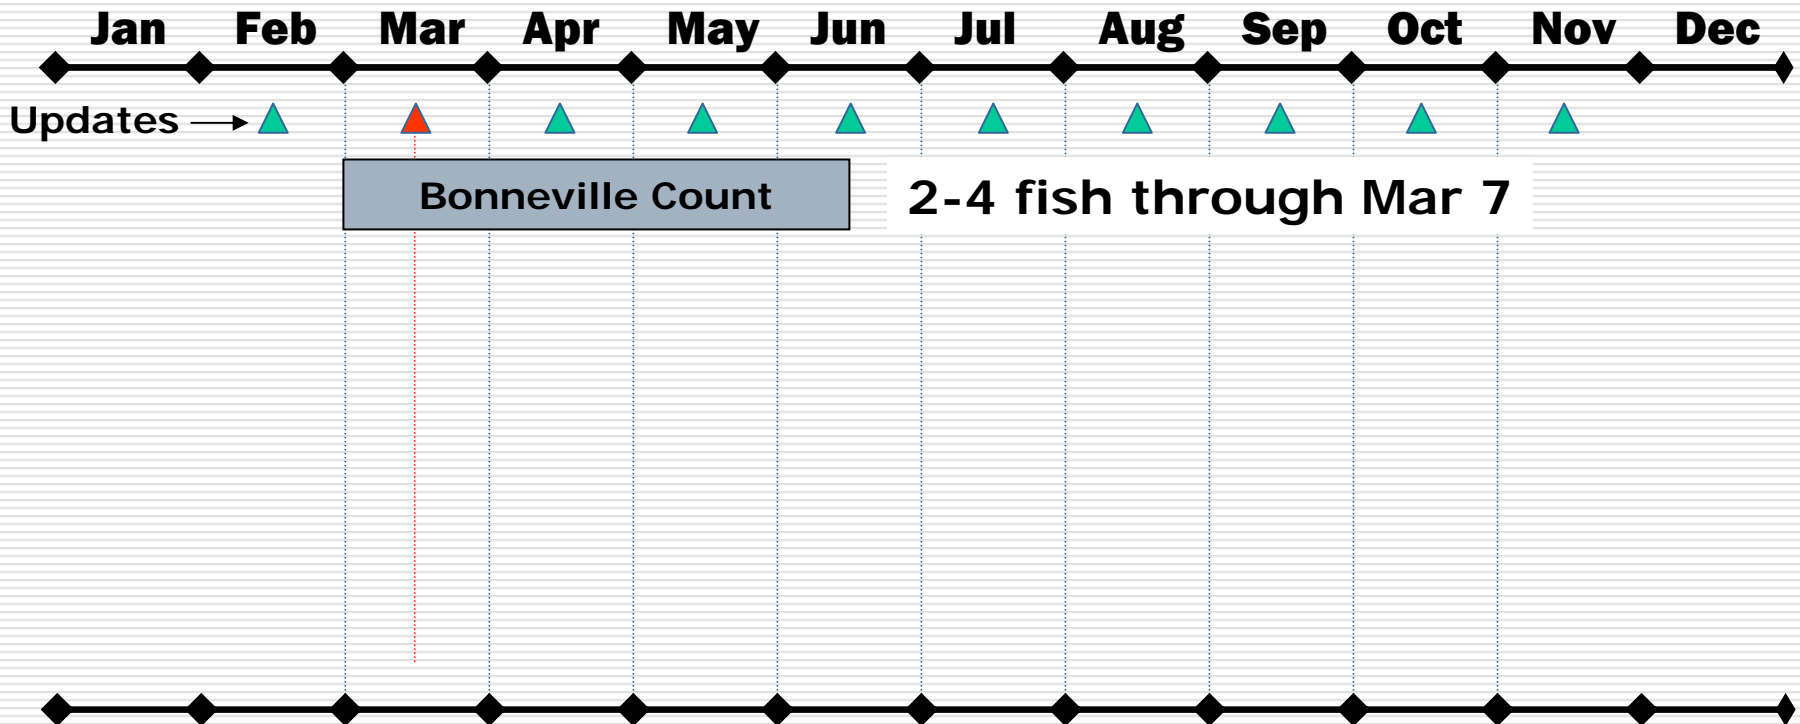 Jan Feb Mar Apr May Jun Jul Aug Sep Oct Nov Dec
Updates
Bonneville Count 2-4 fish through Mar 7